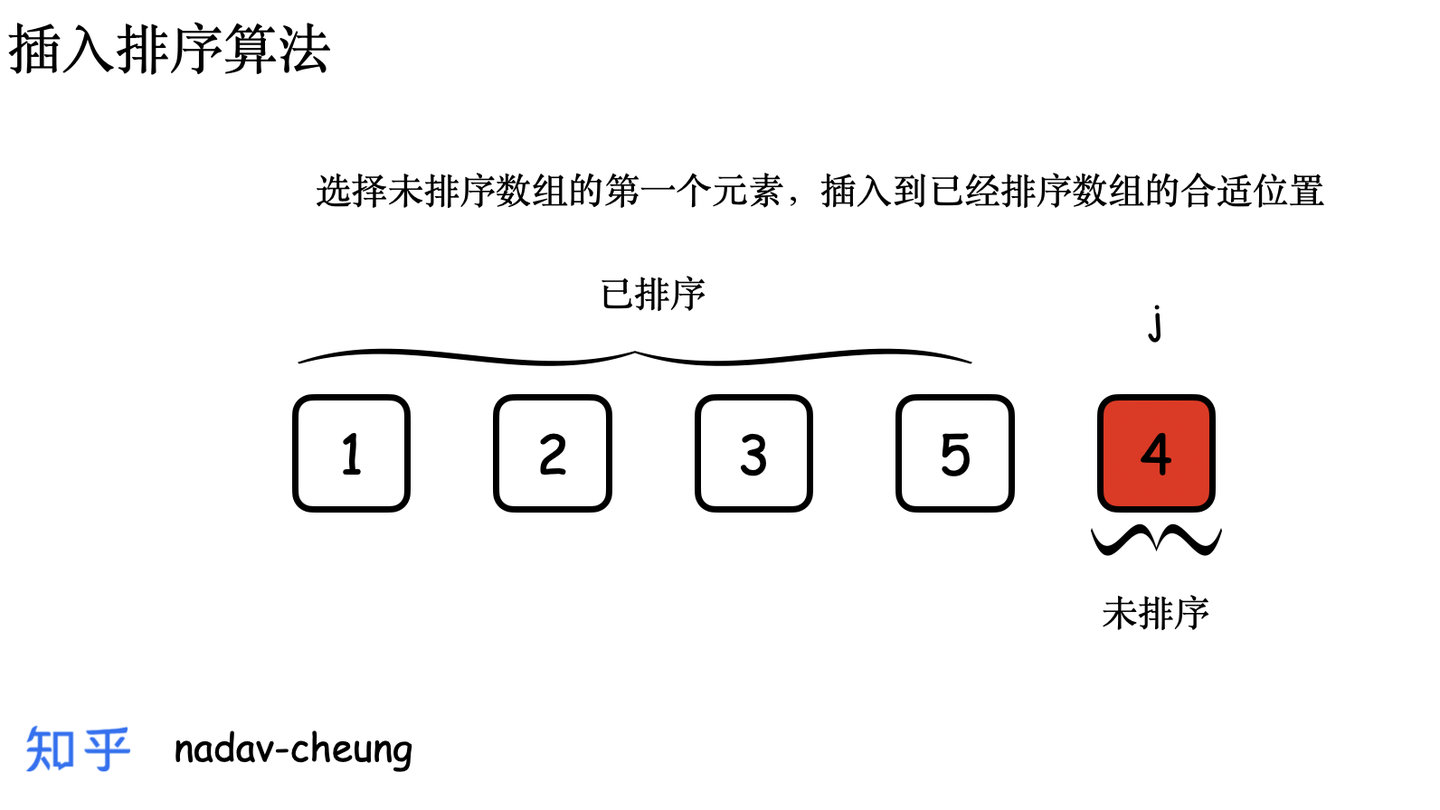 插入排序算法
选择未排序数组的第一个元素，插入到已经排序数组的合适位置
已排序
j
1 2 3 5 4
未排序
知乎 nadav-cheung